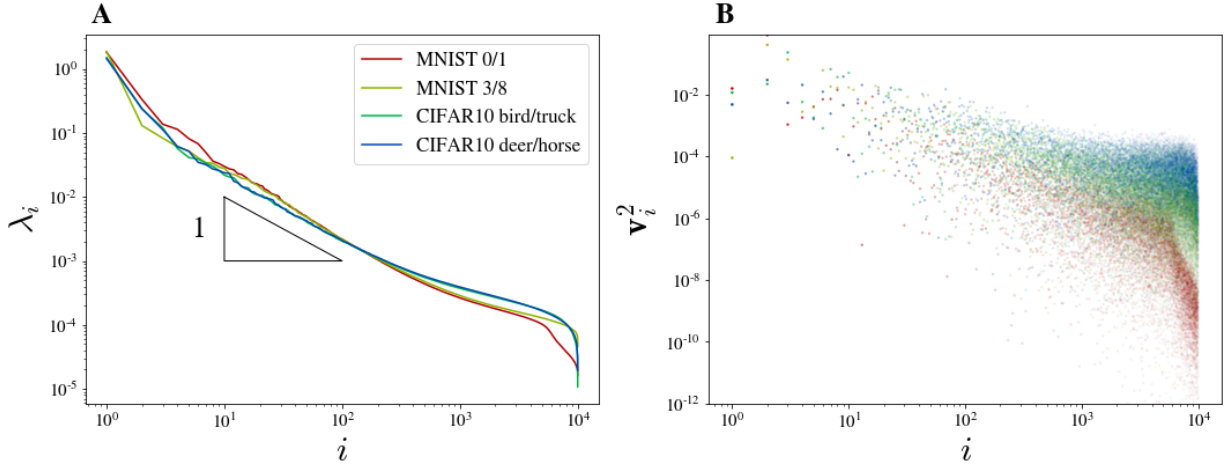 A
10⁰
10⁻¹
10⁻²
10⁻³
10⁻⁴
10⁻⁵
λᵢ
MNIST 0/1
MNIST 3/8
CIFAR10 bird/truck
CIFAR10 deer/horse
1
10⁰ 10¹ 10² 10³ 10⁴
i
B
10⁻²
10⁻⁴
10⁻⁶
10⁻⁸
10⁻¹⁰
10⁻¹²
vᵢ²
10⁰ 10¹ 10² 10³ 10⁴
i